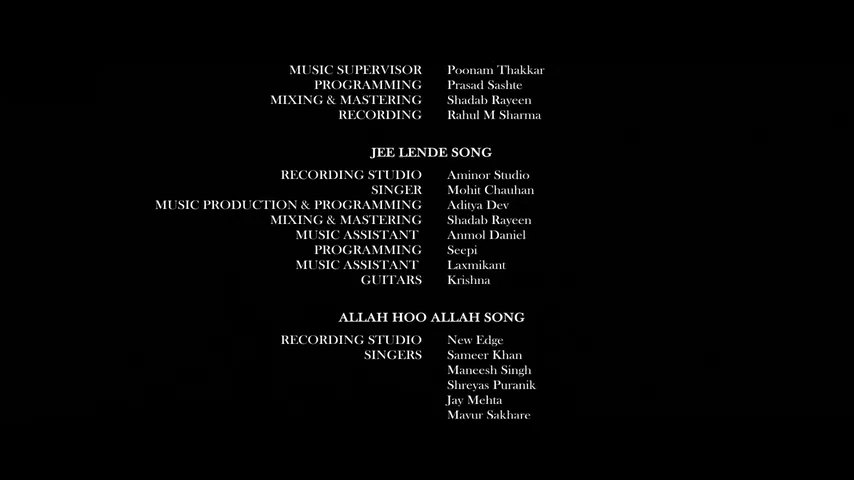 MUSIC SUPERVISOR Poonam Thakkar
PROGRAMMING Prasad Sashte
MIXING & MASTERING Shadab Rayeen
RECORDING Rahul M Sharma
JEE LENDE SONG
RECORDING STUDIO Aminor Studio
SINGER Mohit Chauhan
MUSIC PRODUCTION & PROGRAMMING Aditya Dev
MIXING & MASTERING Shadab Rayeen
MUSIC ASSISTANT Anmol Daniel
PROGRAMMING Seepi
MUSIC ASSISTANT Laxmikant
GUITARS Krishna
ALLAH HOO ALLAH SONG
RECORDING STUDIO New Edge
SINGERS Sameer Khan
Maneesh Singh
Shreyas Puranik
Jay Mehta
Mavur Sakhare